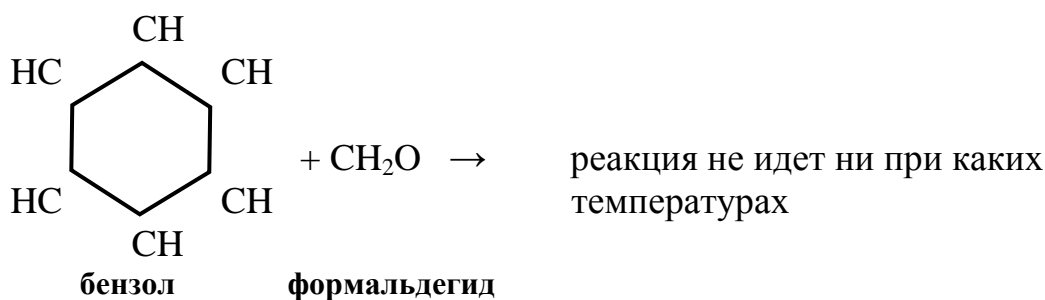 CH
HC CH
+ CH₂O → реакция не идет ни при каких
HC CH температурах
CH
бензол формальдегид